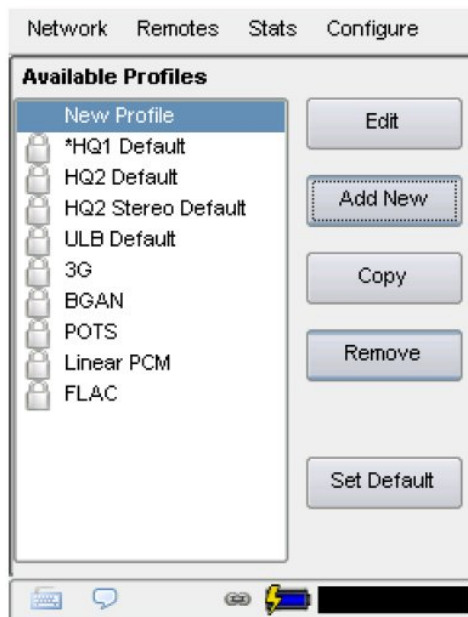 Network Remotes Stats Configure
Available Profiles
New Profile
*HQ1 Default
HQ2 Default
HQ2 Stereo Default
ULB Default
3G
BGAN
POTS
Linear PCM
FLAC
Edit
Add New
Copy
Remove
Set Default